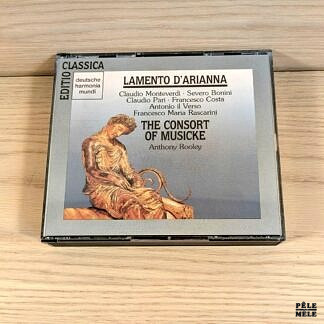 EDITIO CLASSICA
deutsche
harmonia
mundi
LAMENTO D'ARIANNA
Claudio Monteverdi · Severo Bonini
Claudio Pari · Francesco Costa
Antonio il Verso
Francesco Maria Rascarini
THE CONSORT
OF MUSICKE
Anthony Rooley
PÊLE
MÊLE